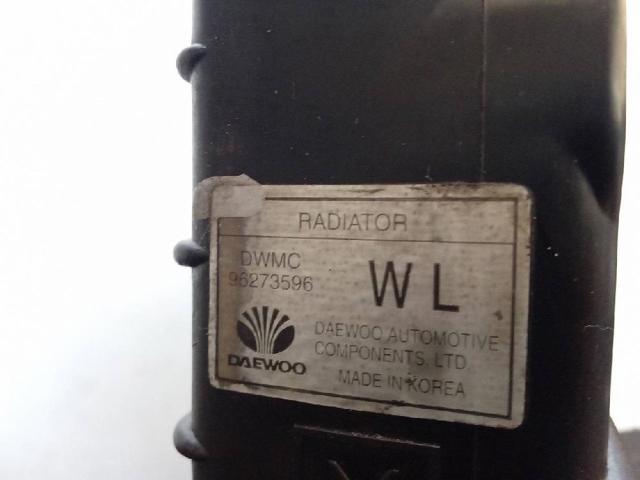 RADIATOR
DWMC
96273596
WL
DAEWOO
DAEWOO AUTOMOTIVE
COMPONENTS, LTD
MADE IN KOREA